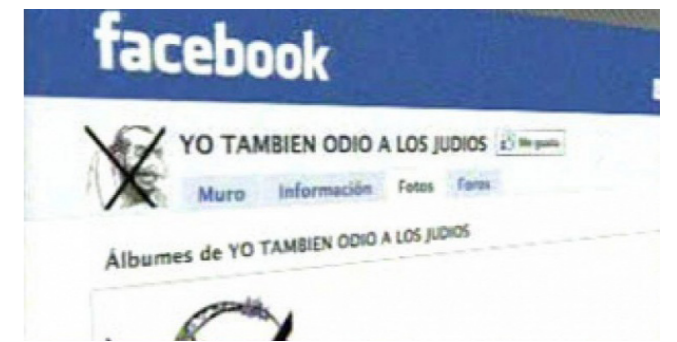 facebook
YO TAMBIEN ODIO A LOS JUDIOS Me gusta
Muro Información Fotos Foros
Álbumes de YO TAMBIEN ODIO A LOS JUDIOS